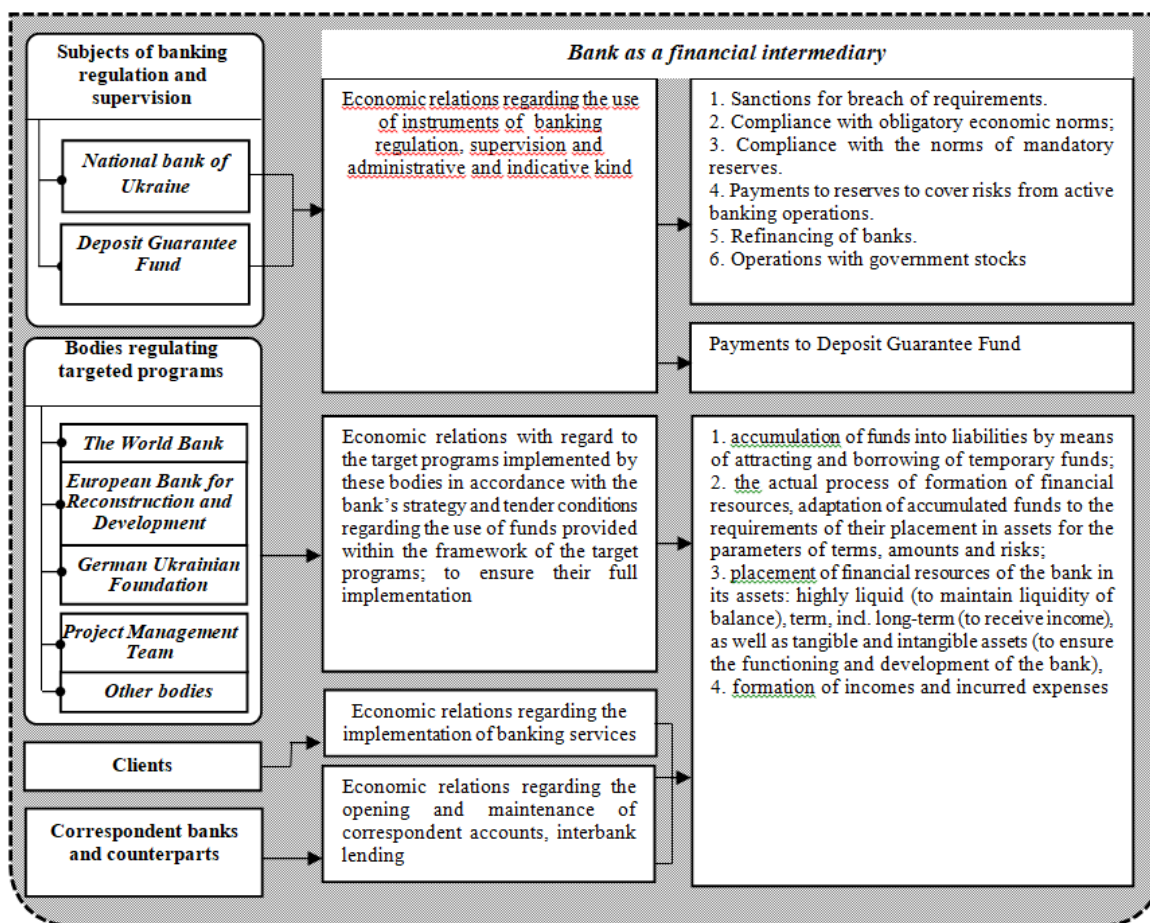 Subjects of banking
regulation and
supervision
National bank of
Ukraine
Deposit Guarantee
Fund
Bodies regulating
targeted programs
The World Bank
European Bank for
Reconstruction and
Development
German Ukrainian
Foundation
Project Management
Team
Other bodies
Clients
Correspondent banks
and counterparts
Bank as a financial intermediary
Economic relations regarding the use
of instruments of banking
regulation, supervision and
administrative and indicative kind
Economic relations with regard to
the target programs implemented by
these bodies in accordance with the
bank's strategy and tender conditions
regarding the use of funds provided
within the framework of the target
programs; to ensure their full
implementation
Economic relations regarding the
implementation of banking services
Economic relations regarding the
opening and maintenance of
correspondent accounts, interbank
lending
1. Sanctions for breach of requirements.
2. Compliance with obligatory economic norms;
3. Compliance with the norms of mandatory
reserves.
4. Payments to reserves to cover risks from active
banking operations.
5. Refinancing of banks.
6. Operations with government stocks
Payments to Deposit Guarantee Fund
1. accumulation of funds into liabilities by means
of attracting and borrowing of temporary funds;
2. the actual process of formation of financial
resources, adaptation of accumulated funds to the
requirements of their placement in assets for the
parameters of terms, amounts and risks;
3. placement of financial resources of the bank in
its assets: highly liquid (to maintain liquidity of
balance), term, incl. long-term (to receive income),
as well as tangible and intangible assets (to ensure
the functioning and development of the bank),
4. formation of incomes and incurred expenses